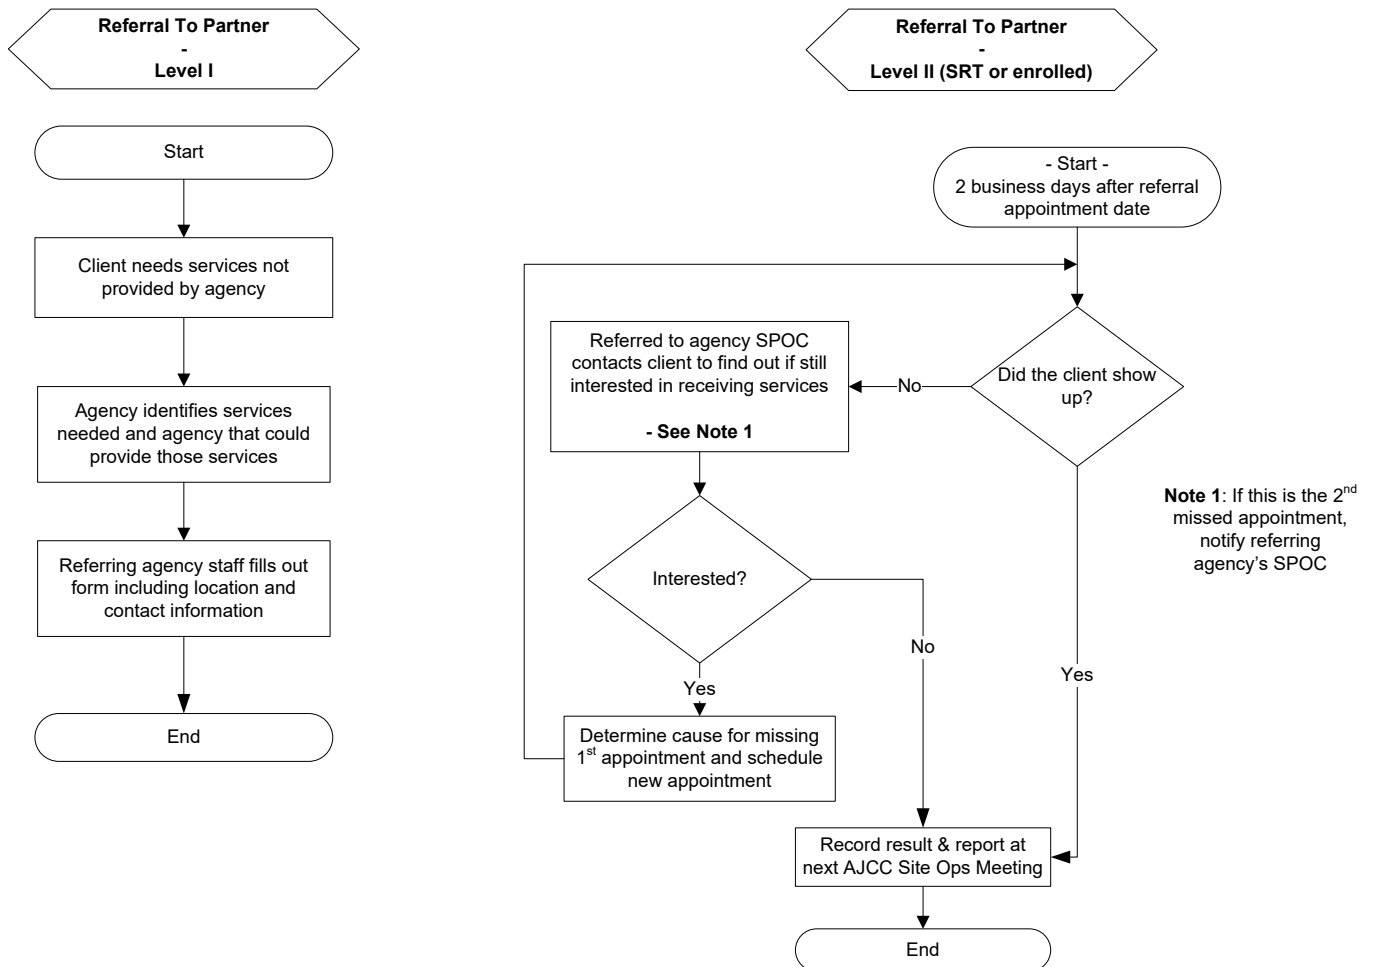 Referral To Partner
-
Level I
Start
Client needs services not
provided by agency
Agency identifies services
needed and agency that could
provide those services
Referring agency staff fills out
form including location and
contact information
End
Referral To Partner
-
Level II (SRT or enrolled)
- Start -
2 business days after referral
appointment date
Did the client show
up?
No
Referred to agency SPOC
contacts client to find out if still
interested in receiving services
- See Note 1
Interested?
Yes
Determine cause for missing
1st appointment and schedule
new appointment
No
Yes
Note 1: If this is the 2nd
missed appointment,
notify referring
agency’s SPOC
Record result & report at
next AJCC Site Ops Meeting
End